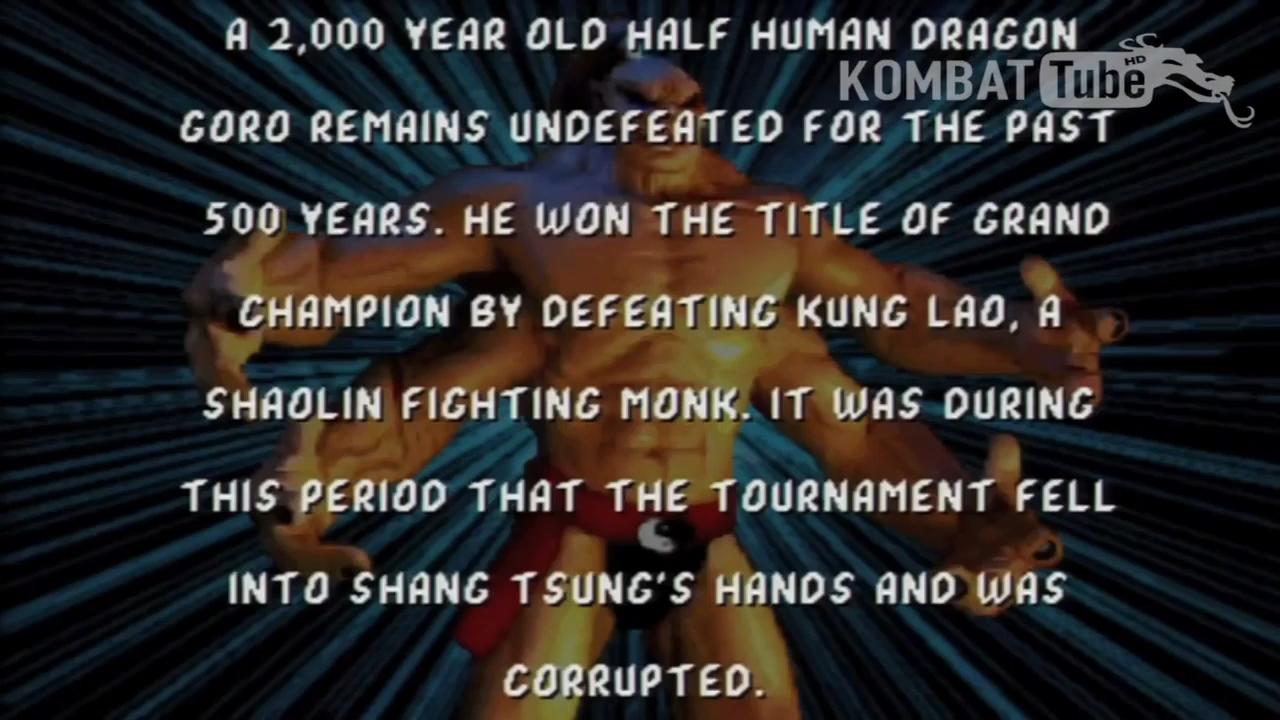 A 2,000 YEAR OLD HALF HUMAN DRAGON
KOMBAT Tube HD
GORO REMAINS UNDEFEATED FOR THE PAST
500 YEARS. HE WON THE TITLE OF GRAND
CHAMPION BY DEFEATING KUNG LAO, A
SHAOLIN FIGHTING MONK. IT WAS DURING
THIS PERIOD THAT THE TOURNAMENT FELL
INTO SHANG TSUNG'S HANDS AND WAS
CORRUPTED.